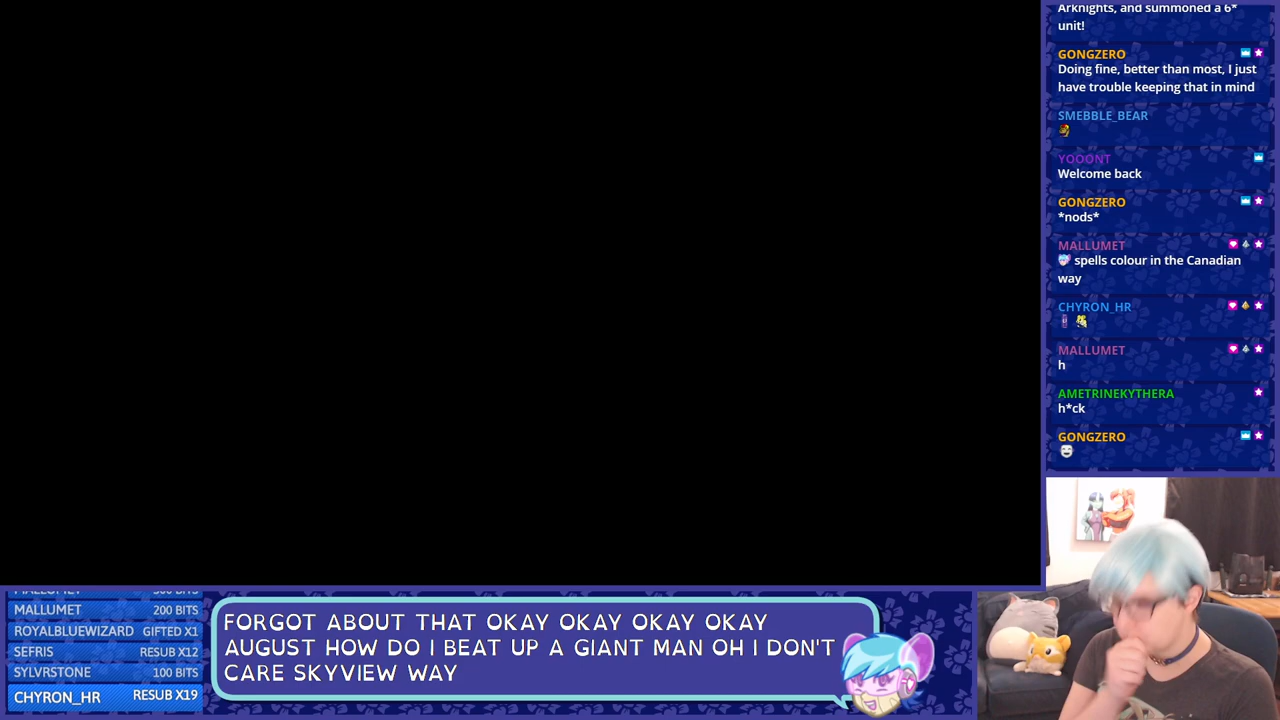 Arknights, and summoned a 6*
unit!
GONGZERO
Doing fine, better than most, I just
have trouble keeping that in mind
SMEBBLE_BEAR
YOOONT
Welcome back
GONGZERO
*nods*
MALLUMET
spells colour in the Canadian
way
CHYRON_HR
MALLUMET
h
AMETRINEKYTHERA
h*ck
GONGZERO
MALLUMET 200 BITS
ROYALBLUEWIZARD GIFTED X1
SEFRIS RESUB X12
SYLVRSTONE 100 BITS
CHYRON_HR RESUB X19
FORGOT ABOUT THAT OKAY OKAY OKAY OKAY
AUGUST HOW DO I BEAT UP A GIANT MAN OH I DON'T
CARE SKYVIEW WAY